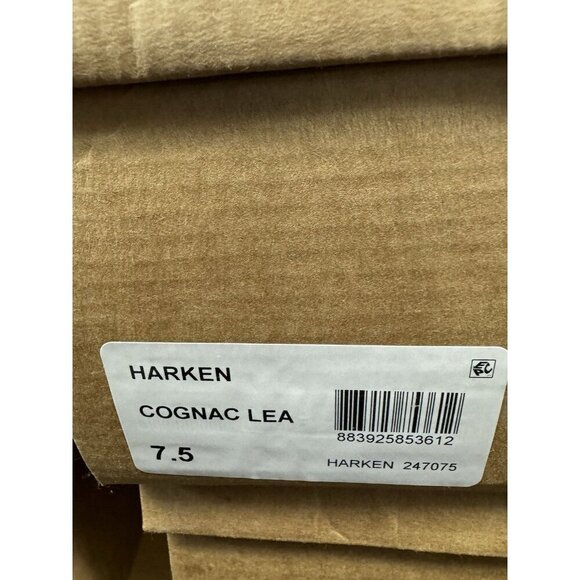 HARKEN
COGNAC LEA
7.5
883925853612
HARKEN 247075